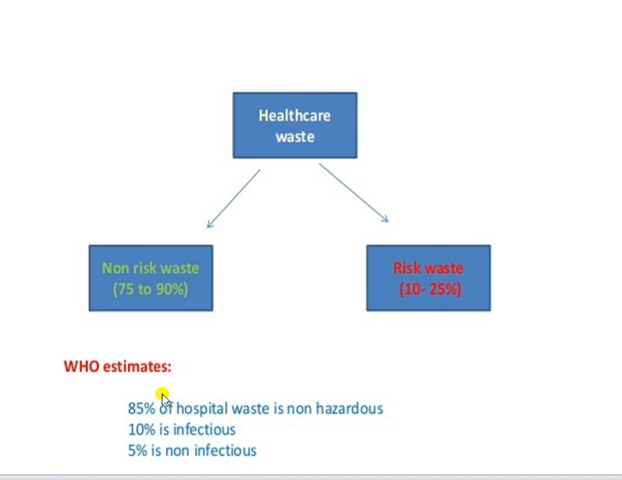 Healthcare
waste
Non risk waste
(75 to 90%)
Risk waste
(10- 25%)
WHO estimates:
85% of hospital waste is non hazardous
10% is infectious
5% is non infectious